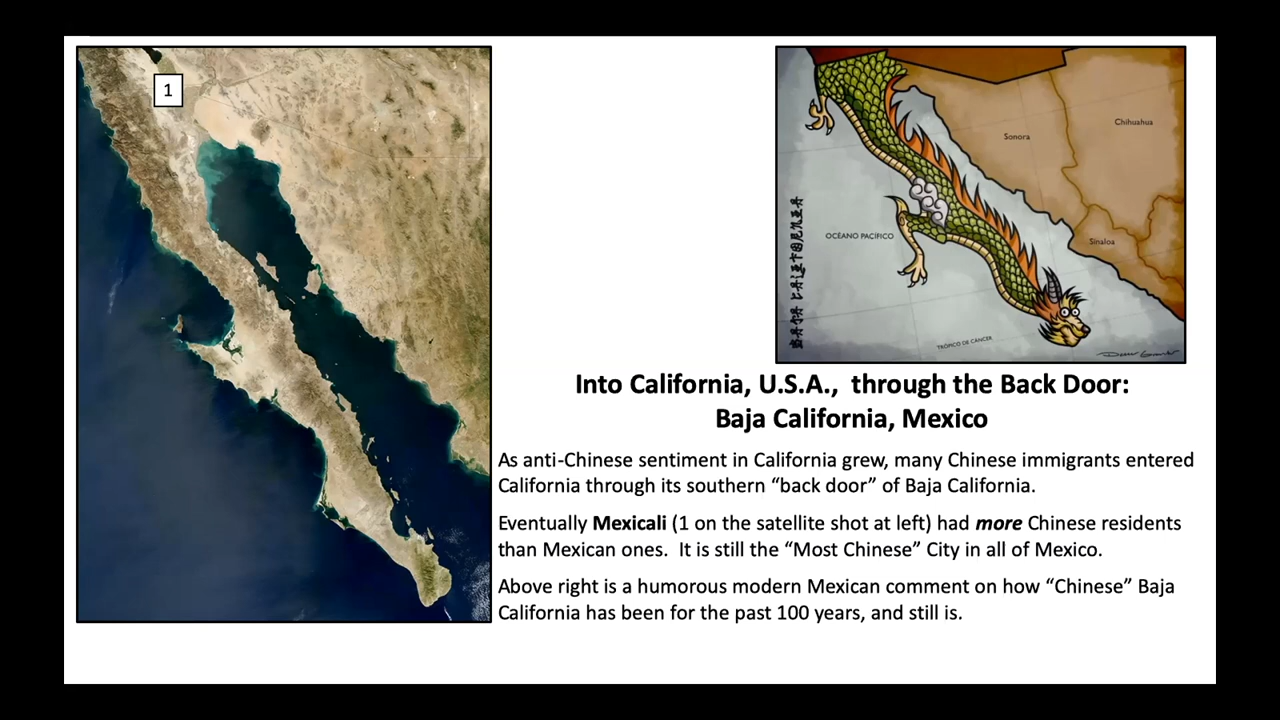 1
Sonora
Chihuahua
Sinaloa
OCÉANO PACÍFICO
TRÓPICO DE CÁNCER
Into California, U.S.A.,  through the Back Door:
Baja California, Mexico
As anti-Chinese sentiment in California grew, many Chinese immigrants entered
California through its southern “back door” of Baja California.
Eventually Mexicali (1 on the satellite shot at left) had more Chinese residents
than Mexican ones.  It is still the “Most Chinese” City in all of Mexico.
Above right is a humorous modern Mexican comment on how “Chinese” Baja
California has been for the past 100 years, and still is.